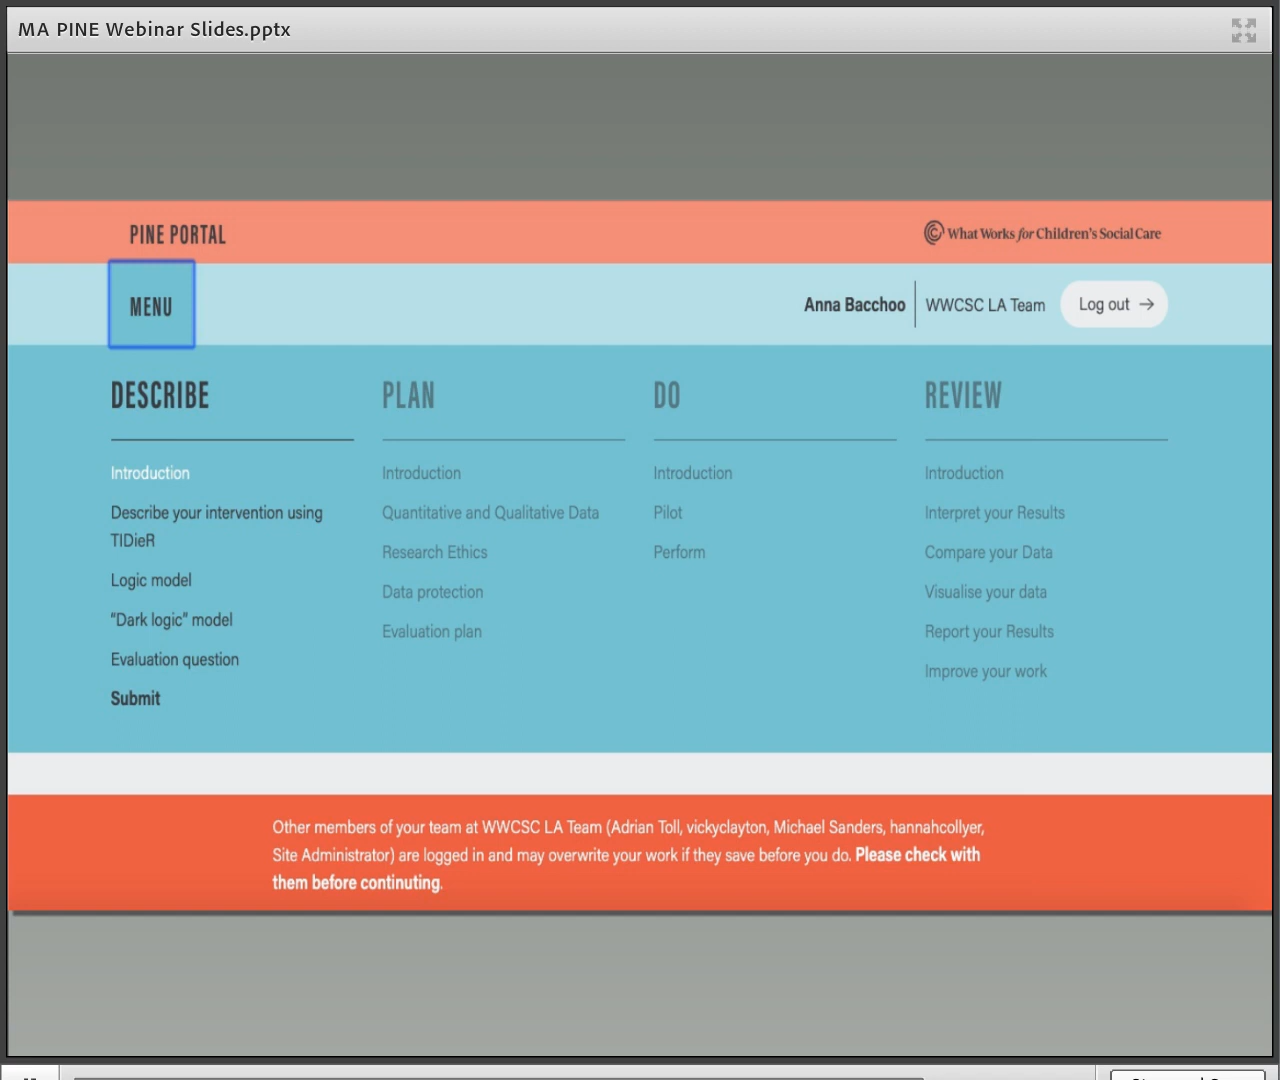 MA PINE Webinar Slides.pptx
PINE PORTAL
What Works for Children's Social Care
MENU
Anna Bacchoo
WWCSC LA Team
Log out →
DESCRIBE
Introduction
Describe your intervention using
TIDieR
Logic model
“Dark logic” model
Evaluation question
Submit
PLAN
Introduction
Quantitative and Qualitative Data
Research Ethics
Data protection
Evaluation plan
DO
Introduction
Pilot
Perform
REVIEW
Introduction
Interpret your Results
Compare your Data
Visualise your data
Report your Results
Improve your work
Other members of your team at WWCSC LA Team (Adrian Toll, vickyclayton, Michael Sanders, hannahcollyer,
Site Administrator) are logged in and may overwrite your work if they save before you do. Please check with
them before continuting.